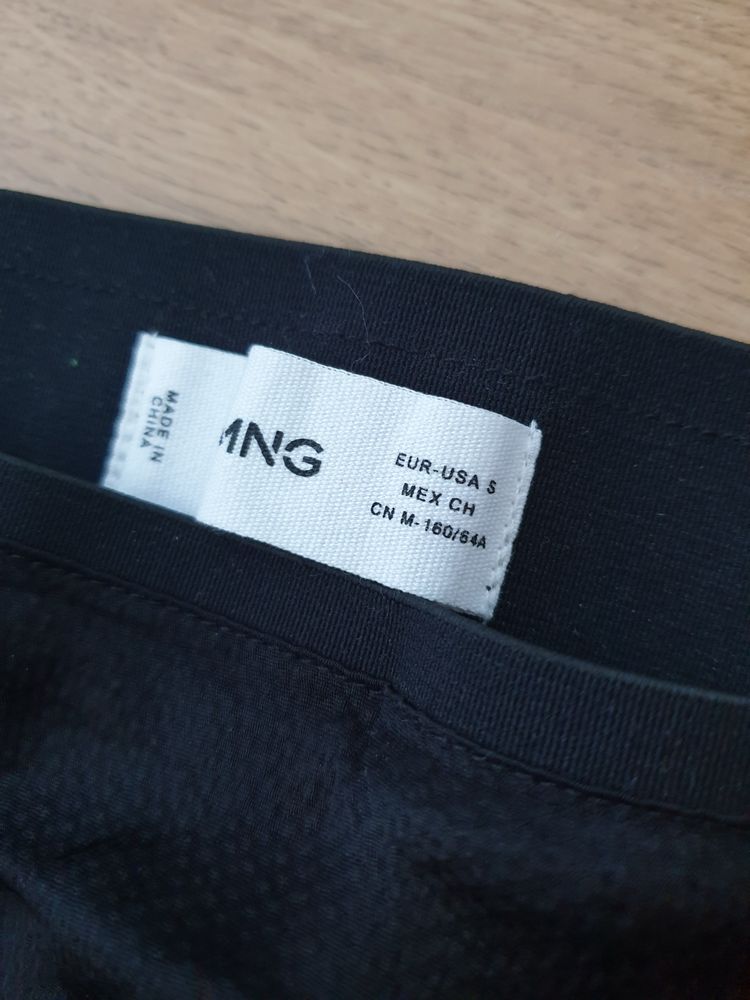 MADE IN
CHINA
MNG
EUR-USA S
MEX CH
CN M-160/64A